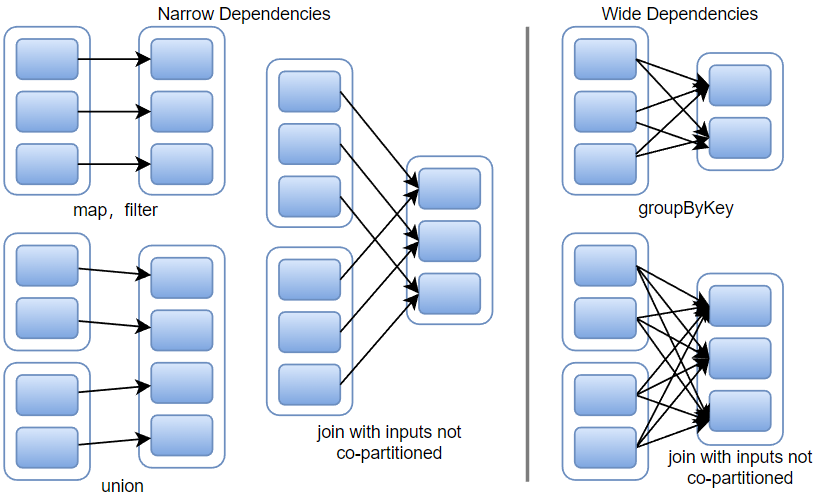 Narrow Dependencies
Wide Dependencies
map，filter
groupByKey
join with inputs not
co-partitioned
join with inputs not
co-partitioned
union